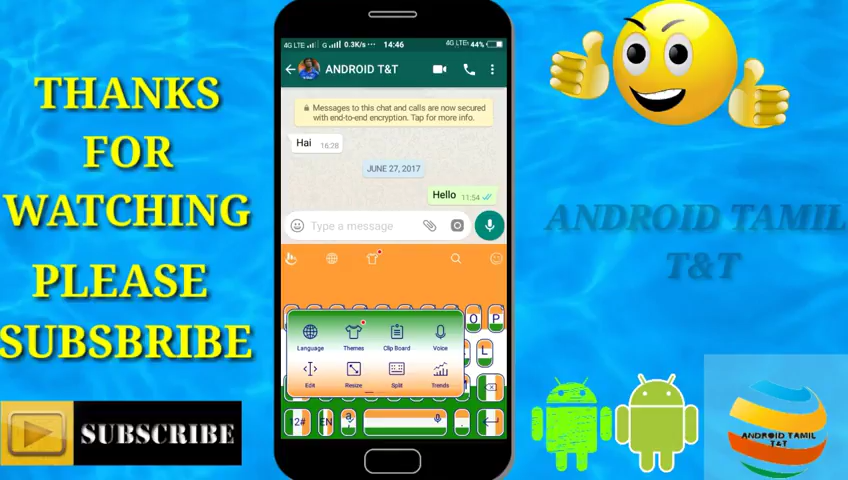 THANKS
FOR
WATCHING
PLEASE
SUBSBRIBE
SUBSCRIBE
4G LTE G 0.3K/s ··· 14:46 4G LTE 44%
ANDROID T&T
Messages to this chat and calls are now secured
with end-to-end encryption. Tap for more info.
Hai 16:28
JUNE 27, 2017
Hello 11:54
Type a message
O P
Language Themes Clip Board Voice
L
Edit Resize Split Trends
12# EN a .
ANDROID TAMIL
T&T
ANDROID TAMIL
T&T